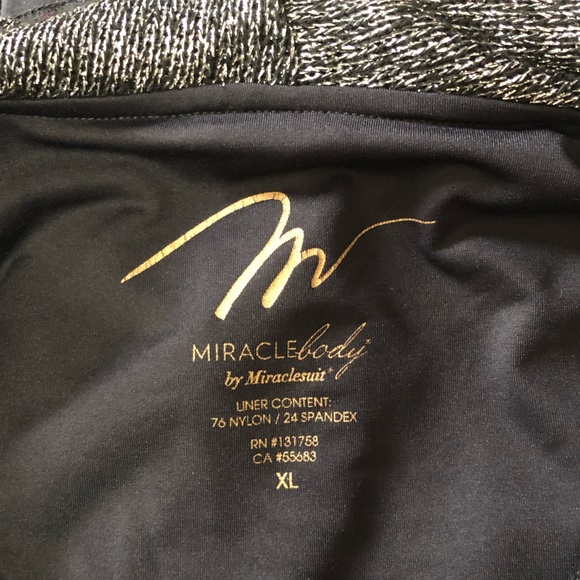 MIRACLEbody
by Miraclesuit
LINER CONTENT:
76 NYLON / 24 SPANDEX
RN #131758
CA #55683
XL